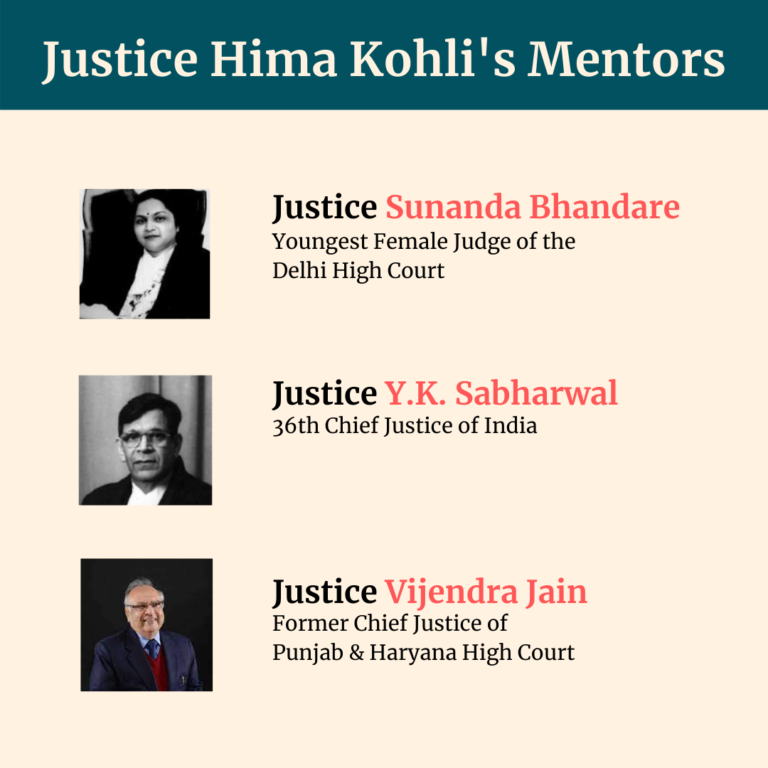 Justice Hima Kohli's Mentors
Justice Sunanda Bhandare
Youngest Female Judge of the
Delhi High Court
Justice Y.K. Sabharwal
36th Chief Justice of India
Justice Vijendra Jain
Former Chief Justice of
Punjab & Haryana High Court